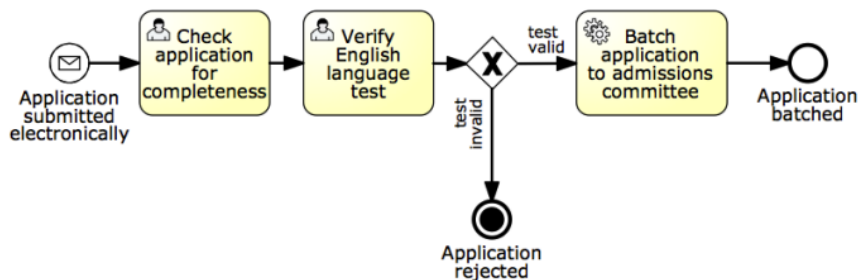 Application
submitted
electronically
Check
application
for
completeness
Verify
English
language
test
test
valid
test
invalid
Batch
application
to admissions
committee
Application
batched
Application
rejected